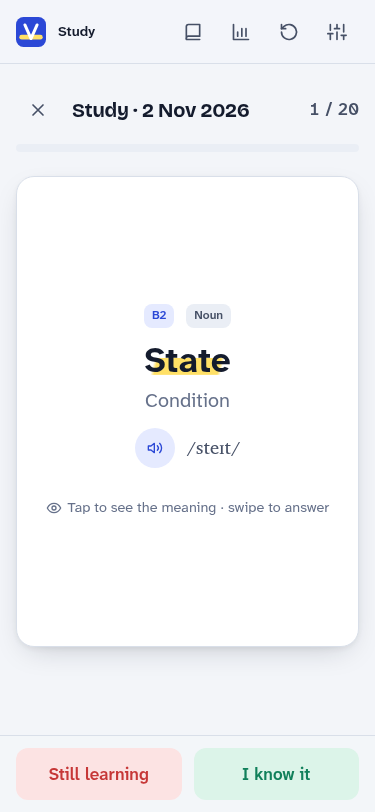 Study
Study · 2 Nov 2026
1 / 20
B2 Noun
State
Condition
/steɪt/
Tap to see the meaning · swipe to answer
Still learning
I know it